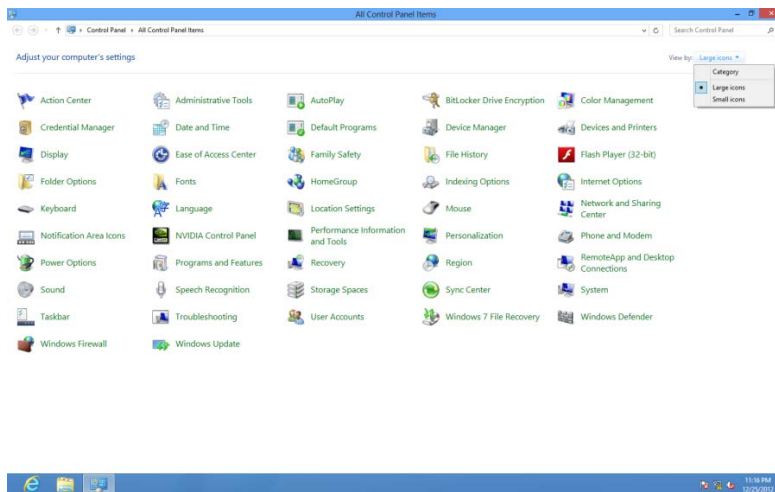 All Control Panel Items
Control Panel
All Control Panel Items
Search Control Panel
Adjust your computer's settings
View by: Large icons
Category
Large icons
Small icons
Action Center
Administrative Tools
AutoPlay
BitLocker Drive Encryption
Color Management
Credential Manager
Date and Time
Default Programs
Device Manager
Devices and Printers
Display
Ease of Access Center
Family Safety
File History
Flash Player (32-bit)
Folder Options
Fonts
HomeGroup
Indexing Options
Internet Options
Keyboard
Language
Location Settings
Mouse
Network and Sharing
Center
Notification Area Icons
NVIDIA Control Panel
Performance Information
and Tools
Personalization
Phone and Modem
Power Options
Programs and Features
Recovery
Region
RemoteApp and Desktop
Connections
Sound
Speech Recognition
Storage Spaces
Sync Center
System
Taskbar
Troubleshooting
User Accounts
Windows 7 File Recovery
Windows Defender
Windows Firewall
Windows Update
11:16 PM
12/25/2012